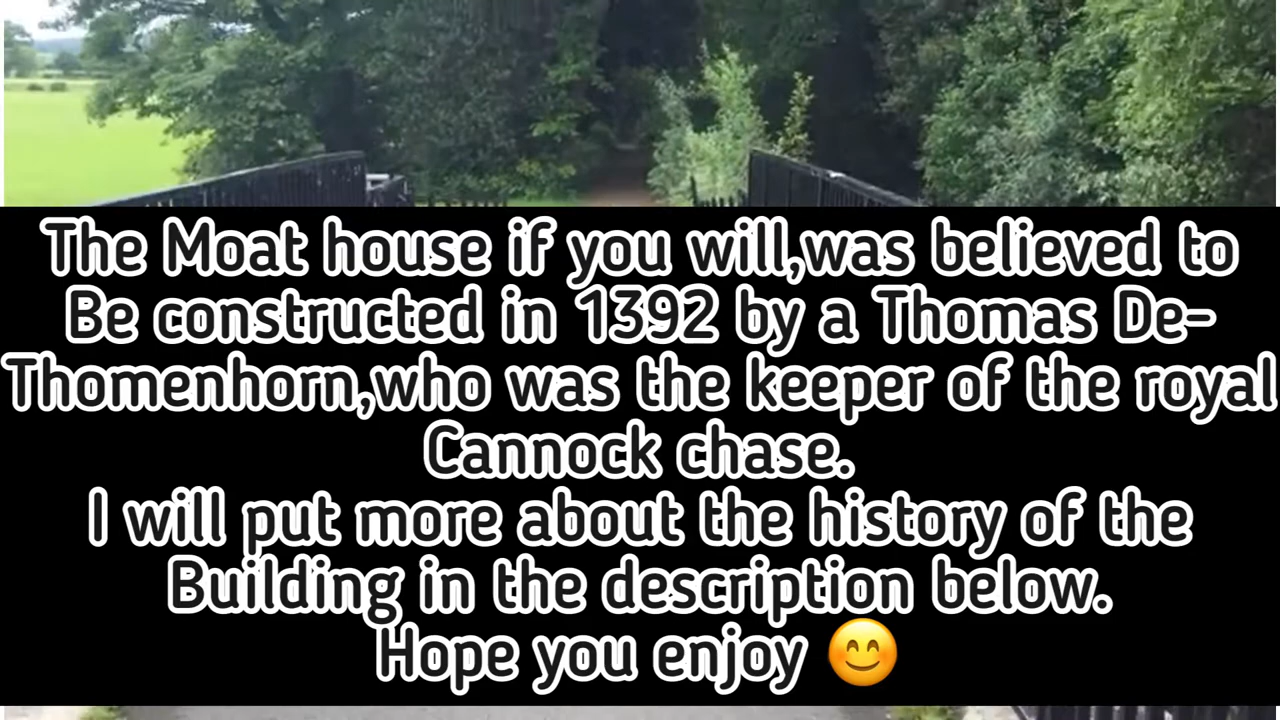 The Moat house if you will,was believed to
Be constructed in 1392 by a Thomas De-
Thomenhorn,who was the keeper of the royal
Cannock chase.
I will put more about the history of the
Building in the description below.
Hope you enjoy 😊